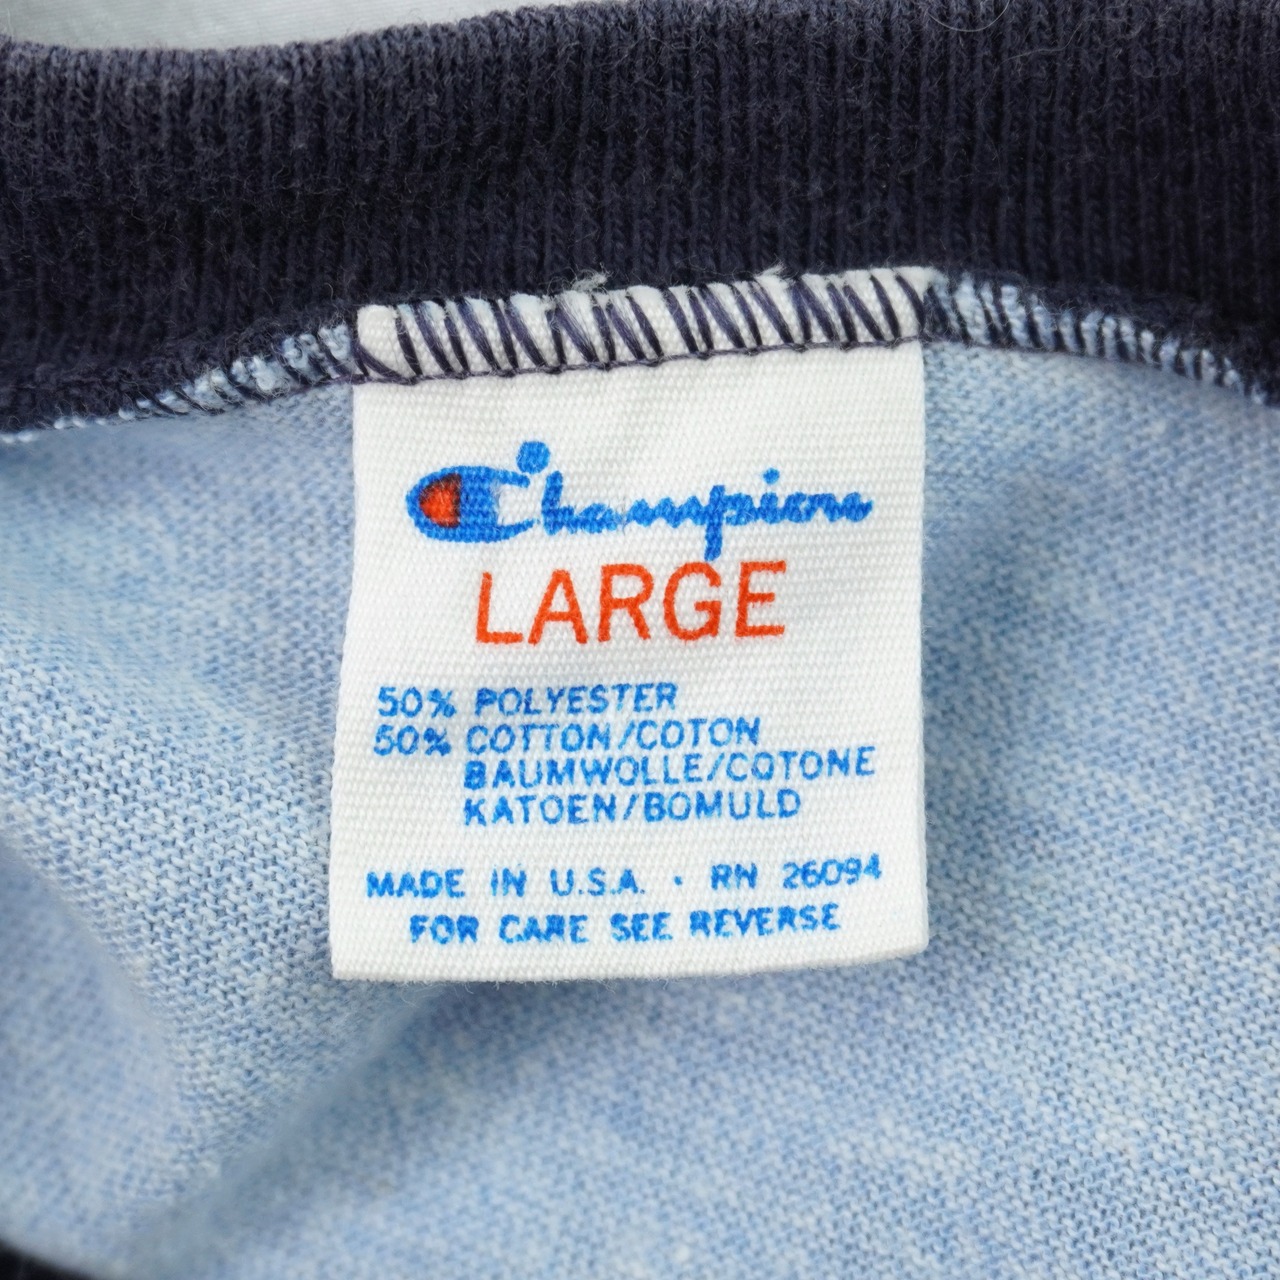 Champion
LARGE
50% POLYESTER
50% COTTON/COTON
BAUMWOLLE/COTONE
KATOEN/BOMULD
MADE IN U.S.A. · RN 26094
FOR CARE SEE REVERSE